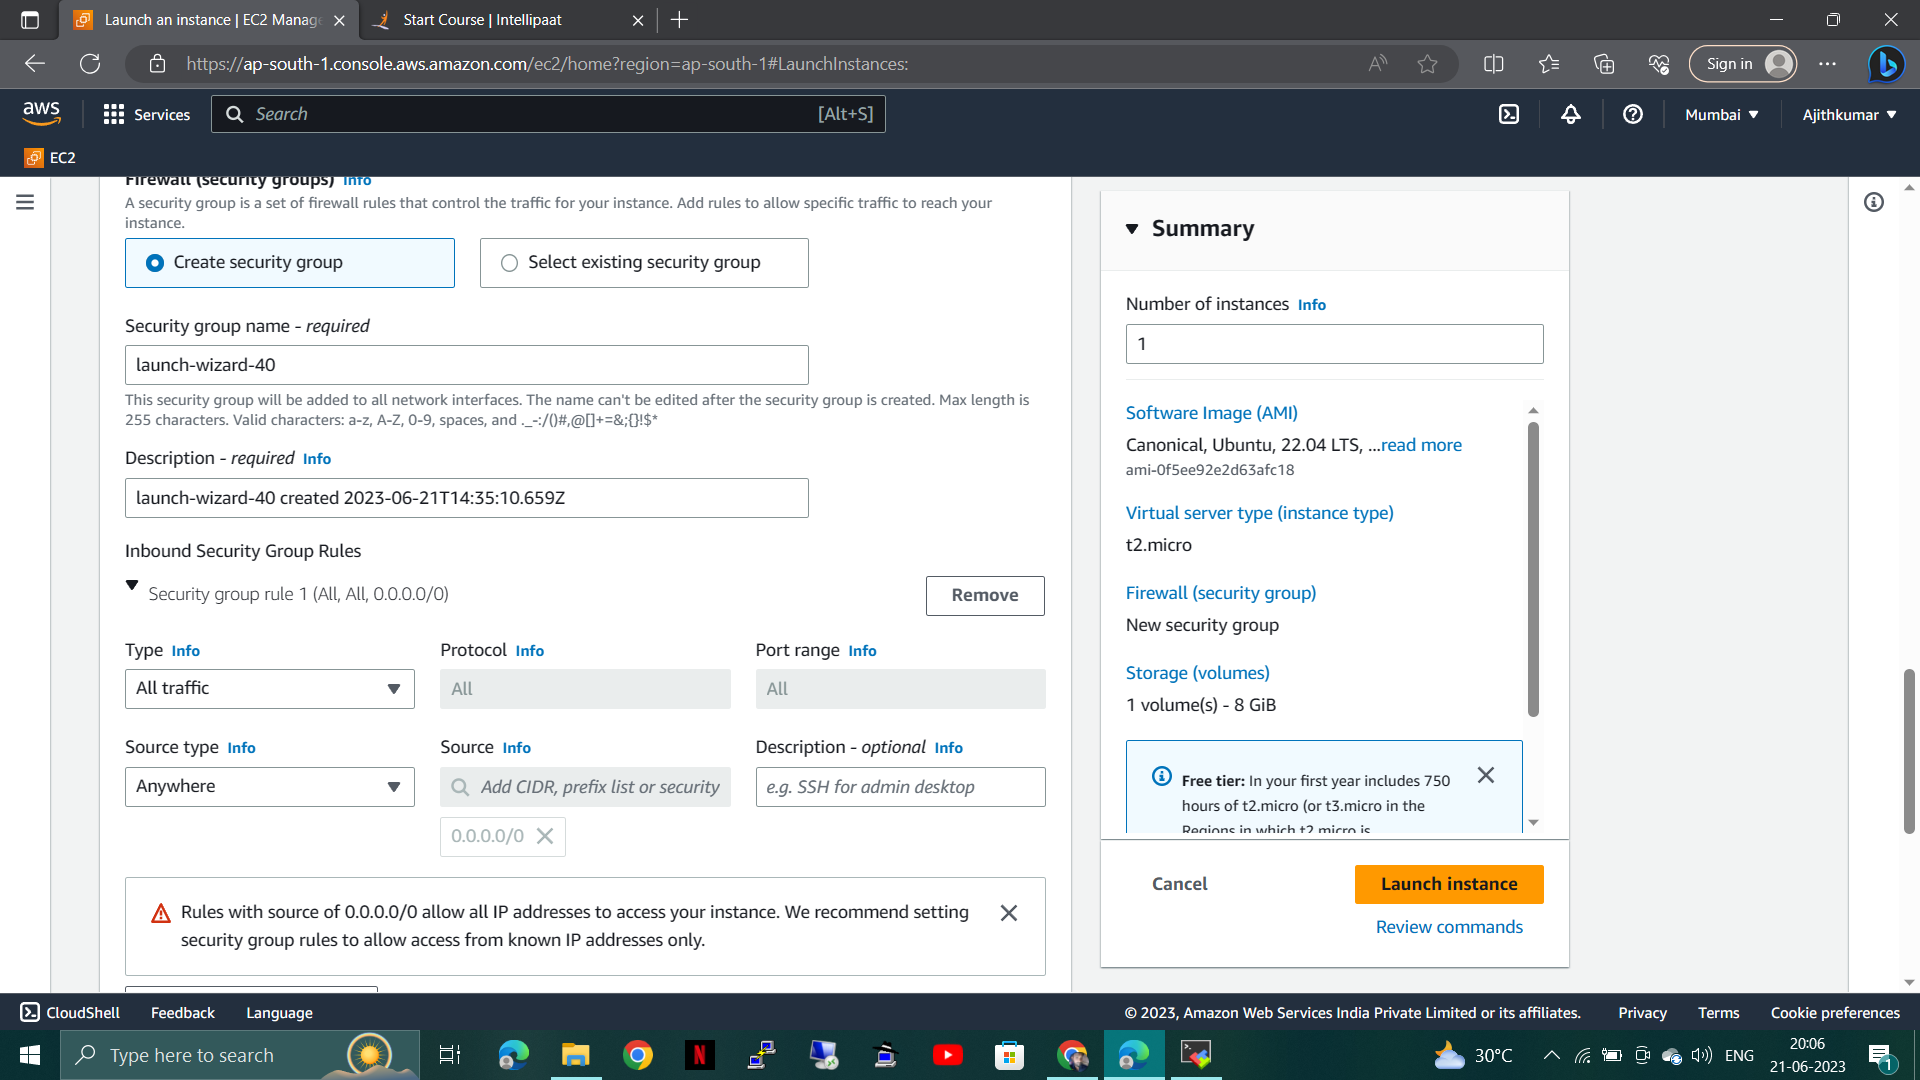 Launch an instance | EC2 Manage
Start Course | Intellipaat
https://ap-south-1.console.aws.amazon.com/ec2/home?region=ap-south-1#LaunchInstances:
Sign in
aws
Services
Search
[Alt+S]
Mumbai
Ajithkumar
EC2
Firewall (security groups) Info
A security group is a set of firewall rules that control the traffic for your instance. Add rules to allow specific traffic to reach your
instance.
Create security group
Select existing security group
Security group name - required
launch-wizard-40
This security group will be added to all network interfaces. The name can't be edited after the security group is created. Max length is
255 characters. Valid characters: a-z, A-Z, 0-9, spaces, and ._-:/()#,@[]+=&;{}!$*
Description - required Info
launch-wizard-40 created 2023-06-21T14:35:10.659Z
Inbound Security Group Rules
Security group rule 1 (All, All, 0.0.0.0/0)
Remove
Type Info
Protocol Info
Port range Info
All traffic
All
All
Source type Info
Source Info
Description - optional Info
Anywhere
Add CIDR, prefix list or security
e.g. SSH for admin desktop
0.0.0.0/0
Rules with source of 0.0.0.0/0 allow all IP addresses to access your instance. We recommend setting
security group rules to allow access from known IP addresses only.
Summary
Number of instances Info
1
Software Image (AMI)
Canonical, Ubuntu, 22.04 LTS, ...read more
ami-0f5ee92e2d63afc18
Virtual server type (instance type)
t2.micro
Firewall (security group)
New security group
Storage (volumes)
1 volume(s) - 8 GiB
Free tier: In your first year includes 750
hours of t2.micro (or t3.micro in the
Regions in which t2.micro is
Cancel
Launch instance
Review commands
CloudShell
Feedback
Language
© 2023, Amazon Web Services India Private Limited or its affiliates.
Privacy
Terms
Cookie preferences
Type here to search
30°C
ENG
20:06
21-06-2023
1